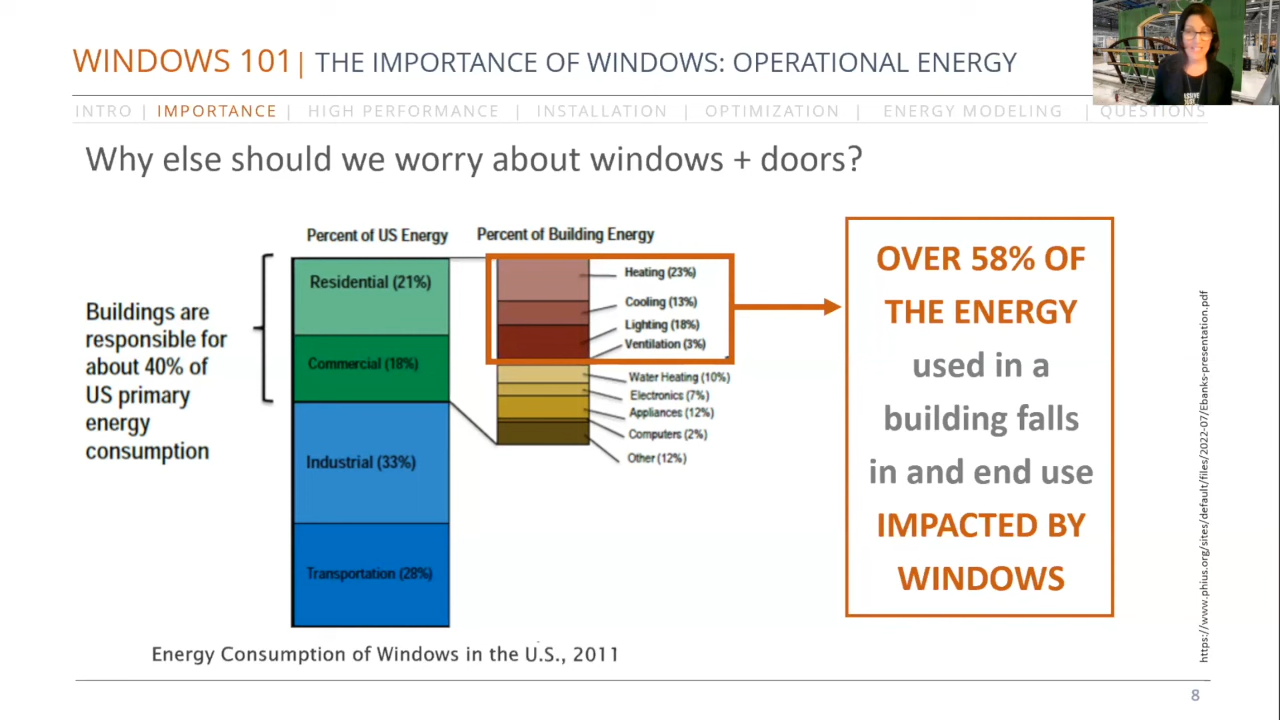 WINDOWS 101| THE IMPORTANCE OF WINDOWS: OPERATIONAL ENERGY
INTRO | IMPORTANCE | HIGH PERFORMANCE | INSTALLATION | OPTIMIZATION | ENERGY MODELING | QUESTIONS
Why else should we worry about windows + doors?
Buildings are
responsible for
about 40% of
US primary
energy
consumption
Percent of US Energy
Residential (21%)
Commercial (18%)
Industrial (33%)
Transportation (28%)
Percent of Building Energy
Heating (23%)
Cooling (13%)
Lighting (18%)
Ventilation (3%)
Water Heating (10%)
Electronics (7%)
Appliances (12%)
Computers (2%)
Other (12%)
OVER 58% OF
THE ENERGY
used in a
building falls
in and end use
IMPACTED BY
WINDOWS
https://www.phius.org/sites/default/files/2022-07/Ebanks-presentation.pdf
Energy Consumption of Windows in the U.S., 2011
8